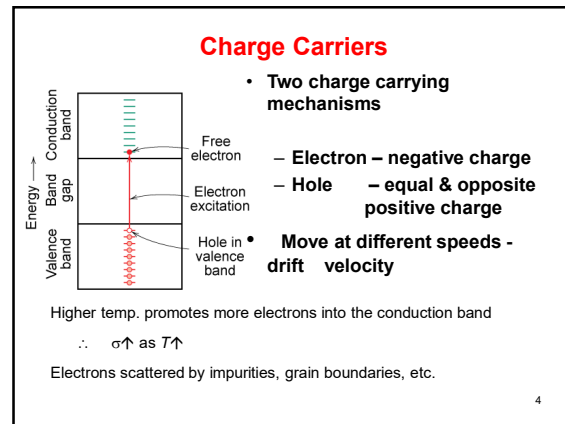 Charge Carriers
Conduction
band
Band
gap
Valence
band
Energy →
Free
electron
Electron
excitation
Hole in
valence
band
• Two charge carrying
mechanisms
– Electron – negative charge
– Hole – equal & opposite
positive charge
• Move at different speeds -
drift velocity
Higher temp. promotes more electrons into the conduction band
∴ σ↑ as T↑
Electrons scattered by impurities, grain boundaries, etc.
4